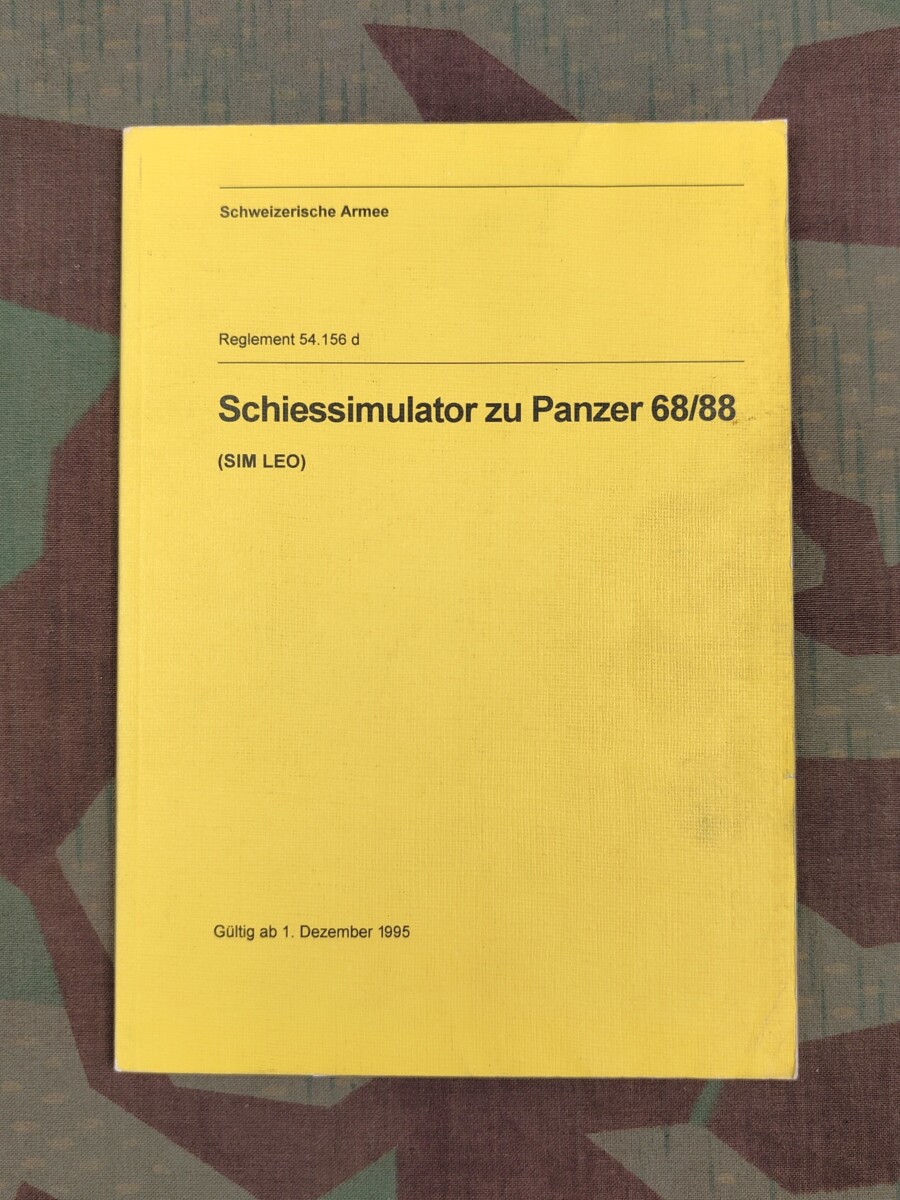 Schweizerische Armee
Reglement 54.156 d
Schiessimulator zu Panzer 68/88
(SIM LEO)
Gültig ab 1. Dezember 1995